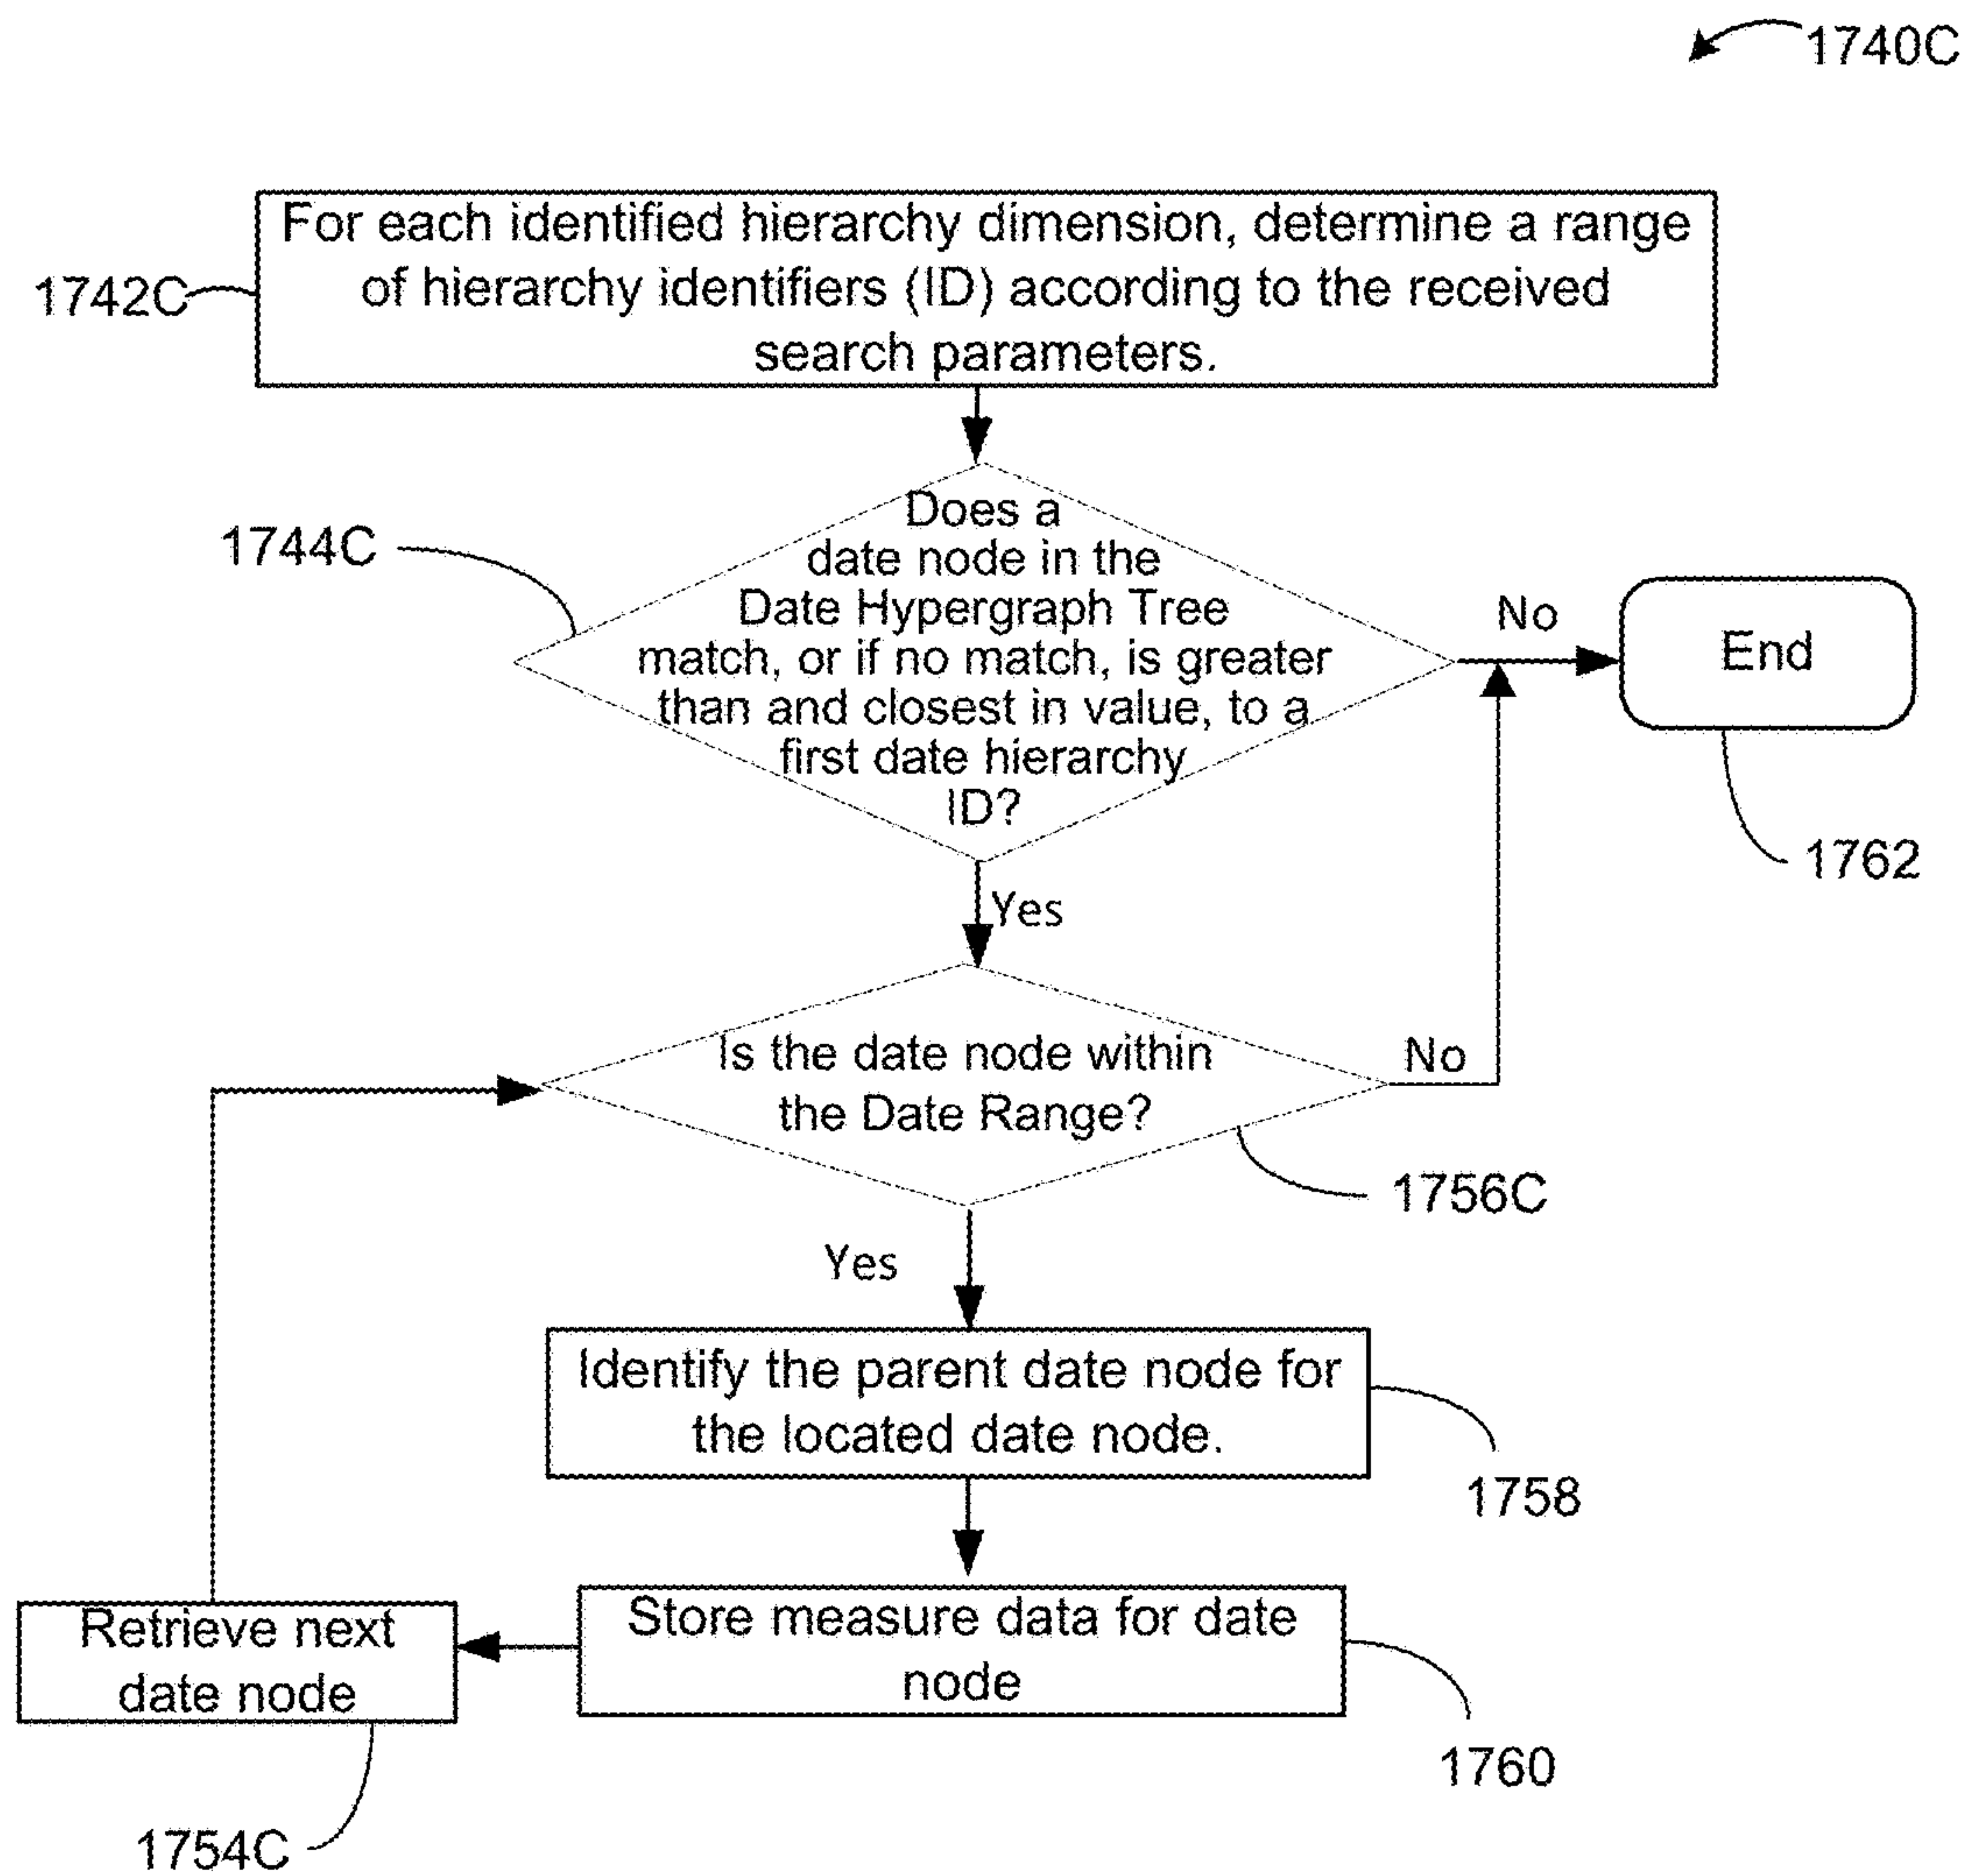 1740C
For each identified hierarchy dimension, determine a range
of hierarchy identifiers (ID) according to the received
search parameters.
1742C
Does a
date node in the
Date Hypergraph Tree
match, or if no match, is greater
than and closest in value, to a
first date hierarchy
ID?
1744C
No
End
1762
Yes
Is the date node within
the Date Range?
No
1756C
Yes
Identify the parent date node for
the located date node.
1758
Store measure data for date
node
1760
Retrieve next
date node
1754C